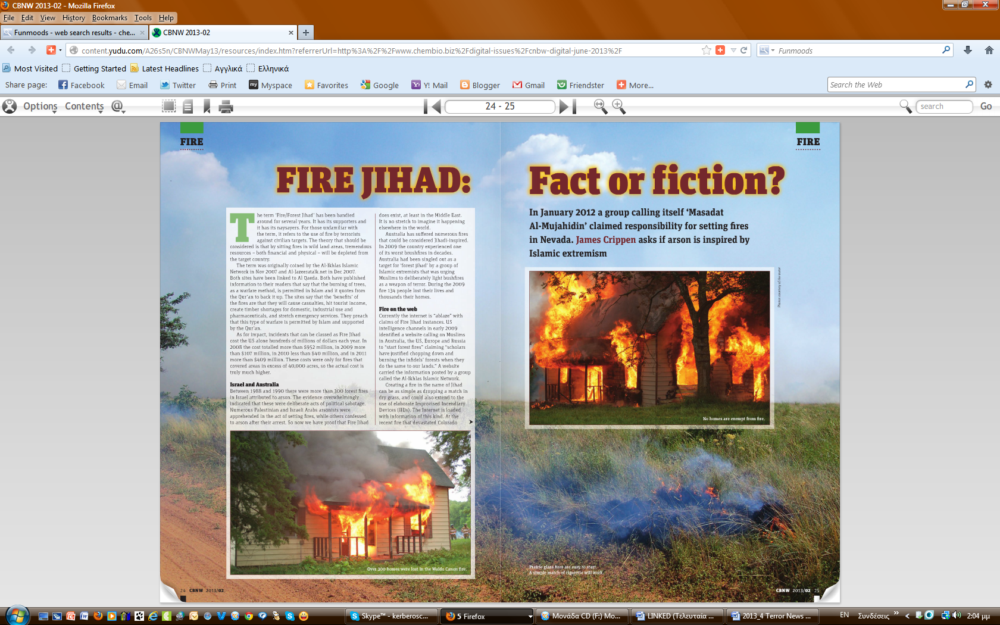 CBNW 2013-02 - Mozilla Firefox
File Edit View History Bookmarks Tools Help
Funmoods - web search results - che...
CBNW 2013-02
content.yudu.com/A26s5n/CBNWMay13/resources/index.htm?referrerUrl=http%3A%2F%2Fwww.chembio.biz%2Fdigital-issues%2Fcnbw-digital-june-2013%2F
Funmoods
Most Visited Getting Started Latest Headlines Αγγλικά Ελληνικά
Share page: Facebook Email Twitter Print Myspace Favorites Google Y! Mail Blogger Gmail Friendster More...
Search the Web
Options Contents @
24 - 25
search Go
FIRE
FIRE
FIRE JIHAD:
Fact or fiction?
The term 'Fire/Forest Jihad' has been bandied
around for several years. It has its supporters and
it has its naysayers. For those unfamiliar with
the term, it refers to the use of fire by terrorists
against civilian targets. The theory that should be
considered is that by sitting fires in wild land areas, tremendous
resources – both financial and physical – will be depleted from
the target country.
The term was originally coined by the Al-Ikhlas Islamic
Network in Nov 2007 and Al-Jazeeratalk.net in Dec 2007.
Both sites have been linked to Al Qaeda. Both have published
information to their readers that say that the burning of trees,
as a warfare method, is permitted in Islam and it quotes from
the Qur'an to back it up. The sites say that the 'benefits' of
the fires are that they will cause casualties, hit tourist income,
create timber shortages for domestic, industrial use and
pharmaceuticals, and stretch emergency services. They preach
that this type of warfare is permitted by Islam and supported
by the Qur'an.
As for impact, incidents that can be classed as Fire Jihad
cost the US alone hundreds of millions of dollars each year. In
2008 the cost totalled more than $952 million, in 2009 more
than $107 million, in 2010 less than $40 million, and in 2011
more than $409 million. These costs were only for fires that
covered areas in excess of 40,000 acres, so the actual cost is
truly much higher.
Israel and Australia
Between 1988 and 1990 there were more than 300 forest fires
in Israel attributed to arson. The evidence overwhelmingly
indicated that these were deliberate acts of political sabotage.
Numerous Palestinian and Israeli Arabs arsonists were
apprehended in the act of setting fires, while others confessed
to arson after their arrest. So now we have proof that Fire Jihad
does exist, at least in the Middle East.
It is no stretch to imagine it happening
elsewhere in the world.
Australia has suffered numerous fires
that could be considered Jihadi-inspired.
In 2009 the country experienced one
of its worst brushfires in decades.
Australia had been singled out as a
target for 'forest jihad' by a group of
Islamic extremists that was urging
Muslims to deliberately light bushfires
as a weapon of terror. During the 2009
fire 134 people lost their lives and
thousands their homes.
Fire on the web
Currently the internet is "ablaze" with
claims of Fire Jihad instances. US
intelligence channels in early 2009
identified a website calling on Muslims
in Australia, the US, Europe and Russia
to "start forest fires" claiming "scholars
have justified chopping down and
burning the infidels' forests when they
do the same to our lands." A website
carried the information posted by a group
called the Al-Ikhlas Islamic Network.
Creating a fire in the name of Jihad
can be as simple as dropping a match in
dry grass, and could also extend to the
use of elaborate Improvised Incendiary
Devices (IIDs). The Internet is loaded
with information of this kind. At the
recent fire that devastated Colorado
Over 300 homes were lost in the Waldo Canon fire.
24 CBNW 2013/02
In January 2012 a group calling itself 'Masadat
Al-Mujahidin' claimed responsibility for setting fires
in Nevada. James Crippen asks if arson is inspired by
Islamic extremism
Photos courtesy of the author
No homes are exempt from fire.
Prairie glass fires are easy to start.
A simple match of cigarette will work.
CBNW 2013/02 25
Skype™ - kerberosc...
5 Firefox
Μονάδα CD (F:) Mo...
LINKED (Τελευταία ...
2013_4 Terror News ...
EN Συνδέσεις 2:04 μμ